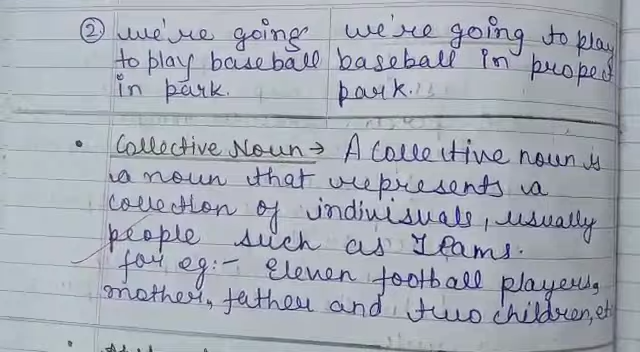 ② we're going we're going to play
to play baseball baseball in propect
in park. park.
• Collective Noun → A collective noun is
a noun that represents a
collection of indivisuals, usually
people such as Teams.
for eg:- Eleven football players,
mother, father and two children, etc